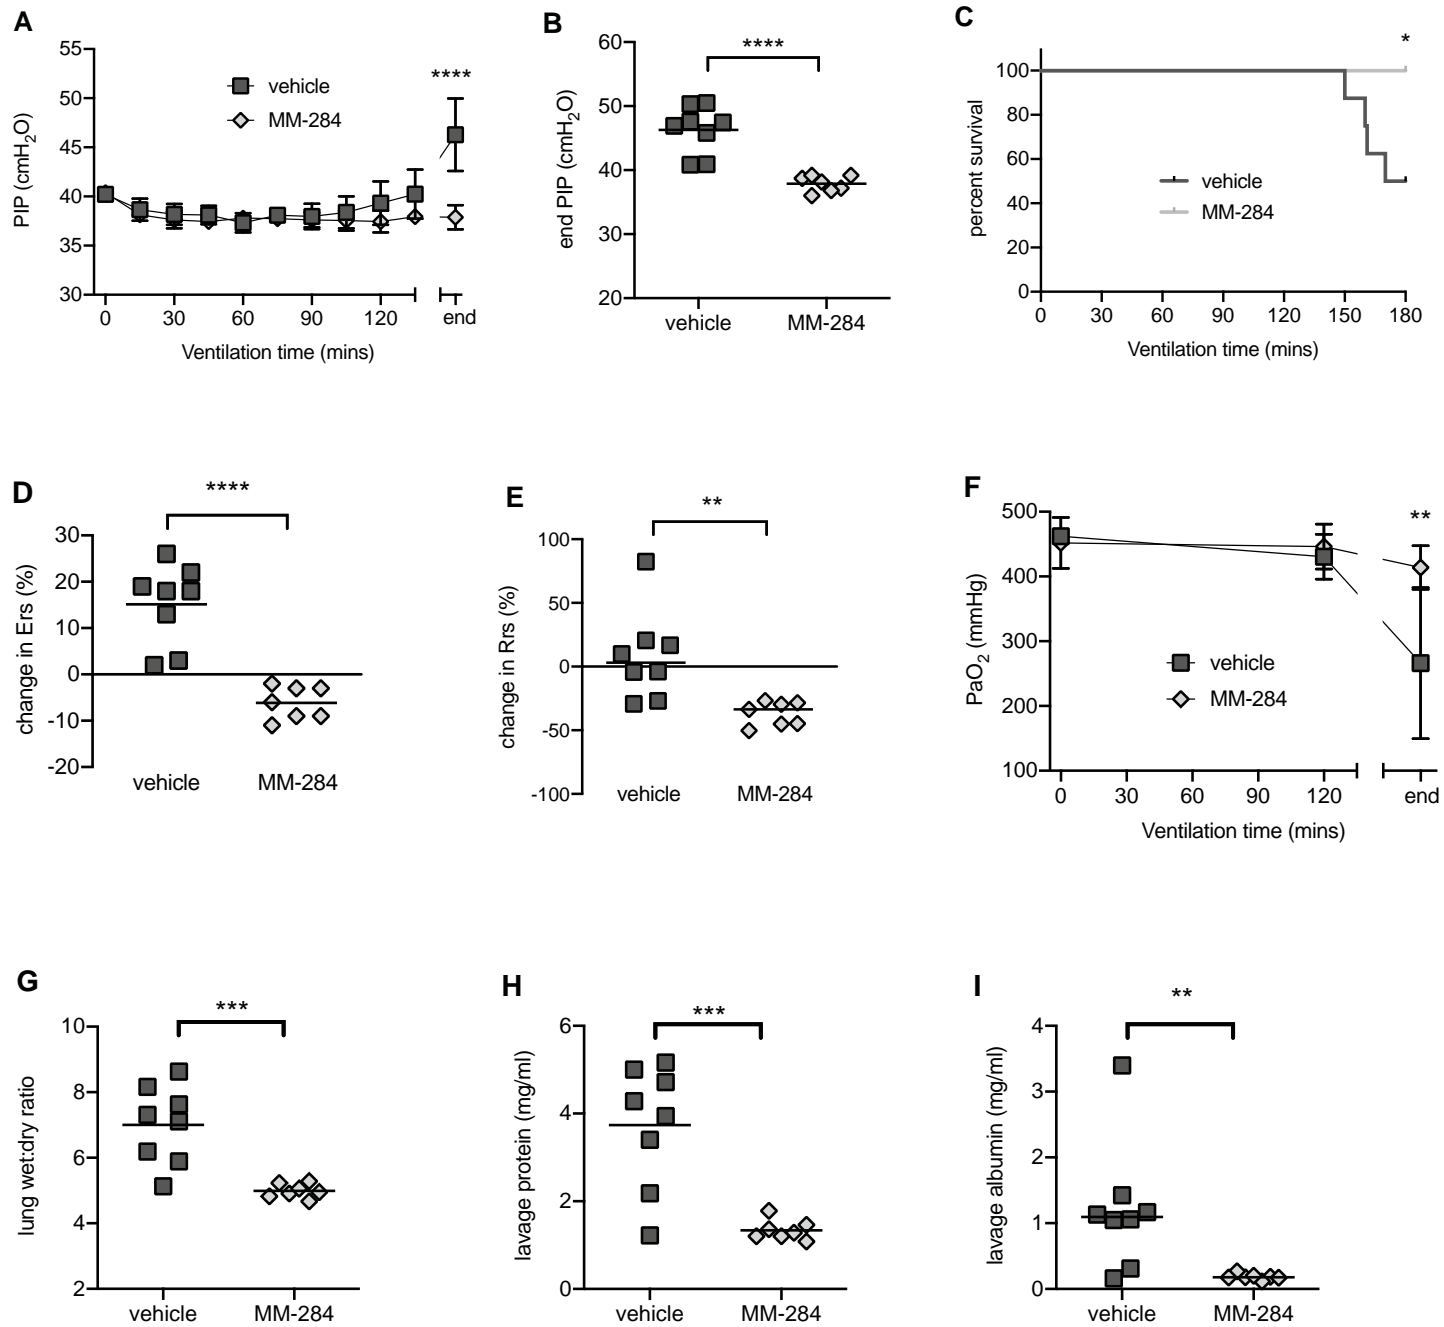 A
55
50
45
40
35
30
PIP (cmH2O)
vehicle
MM-284
****
0
30
60
90
120
end
Ventilation time (mins)
B
****
60
50
40
30
20
end PIP (cmH2O)
vehicle
MM-284
C
*
100
80
60
40
20
0
percent survival
vehicle
MM-284
0
30
60
90
120
150
180
Ventilation time (mins)
D
****
30
20
10
0
-10
-20
change in Ers (%)
vehicle
MM-284
E
**
100
50
0
-50
-100
change in Rrs (%)
vehicle
MM-284
F
**
500
400
300
200
100
PaO2 (mmHg)
vehicle
MM-284
0
30
60
90
120
end
Ventilation time (mins)
G
***
10
8
6
4
2
lung wet:dry ratio
vehicle
MM-284
H
***
6
4
2
0
lavage protein (mg/ml)
vehicle
MM-284
I
**
4
3
2
1
0
lavage albumin (mg/ml)
vehicle
MM-284